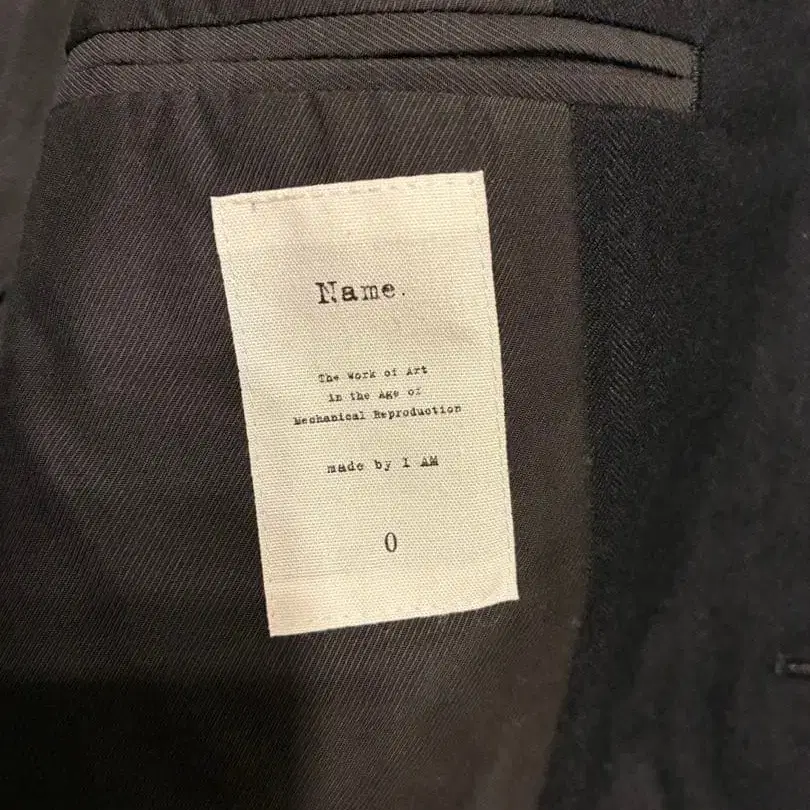 Name.
The Work of Art
in the Age of
Mechanical Reproduction
made by I AM
0